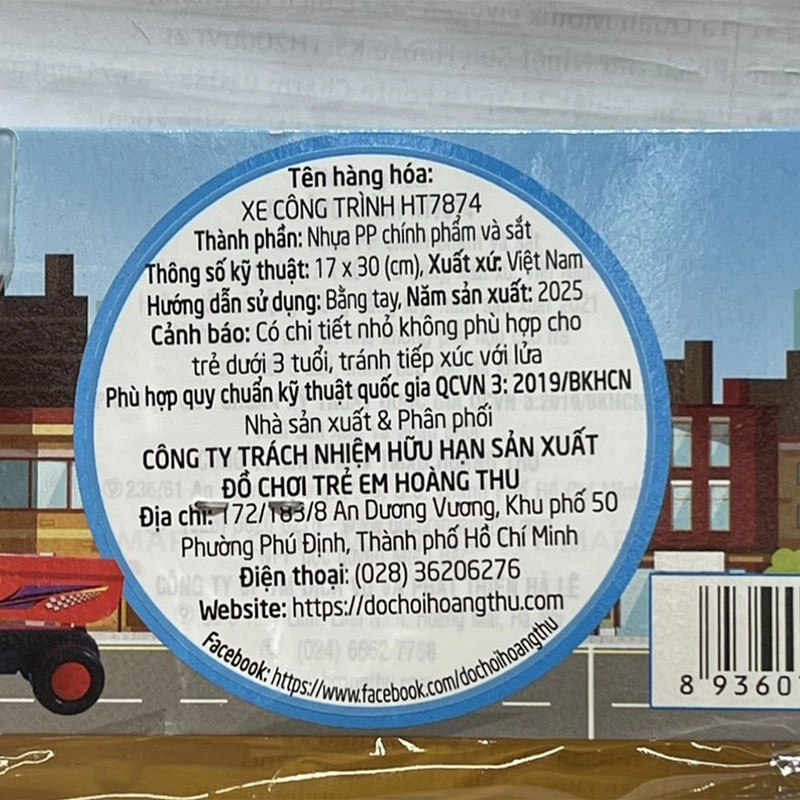 Tên hàng hóa:
XE CÔNG TRÌNH HT7874
Thành phần: Nhựa PP chính phẩm và sắt
Thông số kỹ thuật: 17 x 30 (cm), Xuất xứ: Việt Nam
Hướng dẫn sử dụng: Bằng tay, Năm sản xuất: 2025
Cảnh báo: Có chi tiết nhỏ không phù hợp cho
trẻ dưới 3 tuổi, tránh tiếp xúc với lửa
Phù hợp quy chuẩn kỹ thuật quốc gia QCVN 3: 2019/BKHCN
Nhà sản xuất & Phân phối
CÔNG TY TRÁCH NHIỆM HỮU HẠN SẢN XUẤT
ĐỒ CHƠI TRẺ EM HOÀNG THU
Địa chỉ: 172/183/8 An Dương Vương, Khu phố 50
Phường Phú Định, Thành phố Hồ Chí Minh
Điện thoại: (028) 36206276
Website: https://dochoihoangthu.com
Facebook: https://www.facebook.com/dochoihoangthu
8 9360